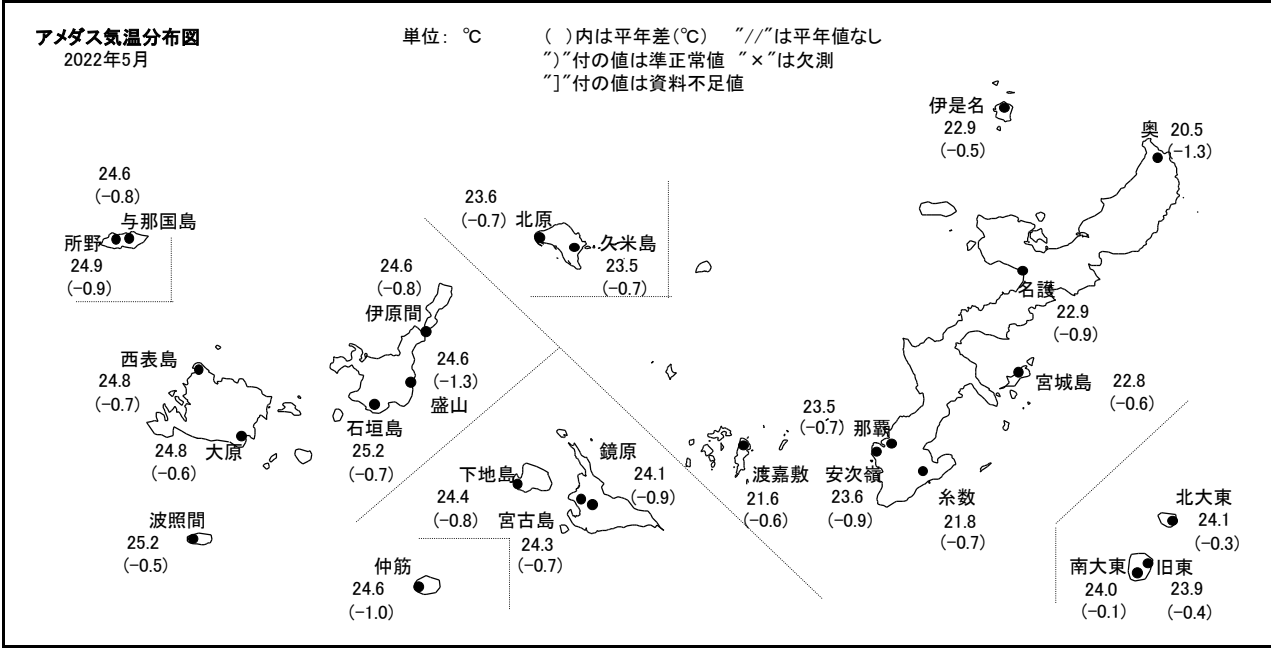 アメダス気温分布図
2022年5月
単位： ℃
( )内は平年差(℃) "//"は平年値なし
")"付の値は準正常値 "×"は欠測
"]"付の値は資料不足値
伊是名
22.9
(-0.5)
奥 20.5
(-1.3)
24.6
(-0.8)
与那国島
所野
24.9
(-0.9)
23.6
(-0.7)
北原
久米島
23.5
(-0.7)
名護
22.9
(-0.9)
24.6
(-0.8)
伊原間
西表島
24.8
(-0.7)
24.6
(-1.3)
盛山
石垣島
25.2
(-0.7)
24.8
(-0.6)
大原
宮城島
22.8
(-0.6)
23.5
(-0.7)
那覇
渡嘉敷
21.6
(-0.6)
安次嶺
23.6
(-0.9)
糸数
21.8
(-0.7)
鏡原
24.1
(-0.9)
下地島
24.4
(-0.8)
宮古島
24.3
(-0.7)
波照間
25.2
(-0.5)
仲筋
24.6
(-1.0)
北大東
24.1
(-0.3)
南大東
24.0
(-0.1)
旧東
23.9
(-0.4)